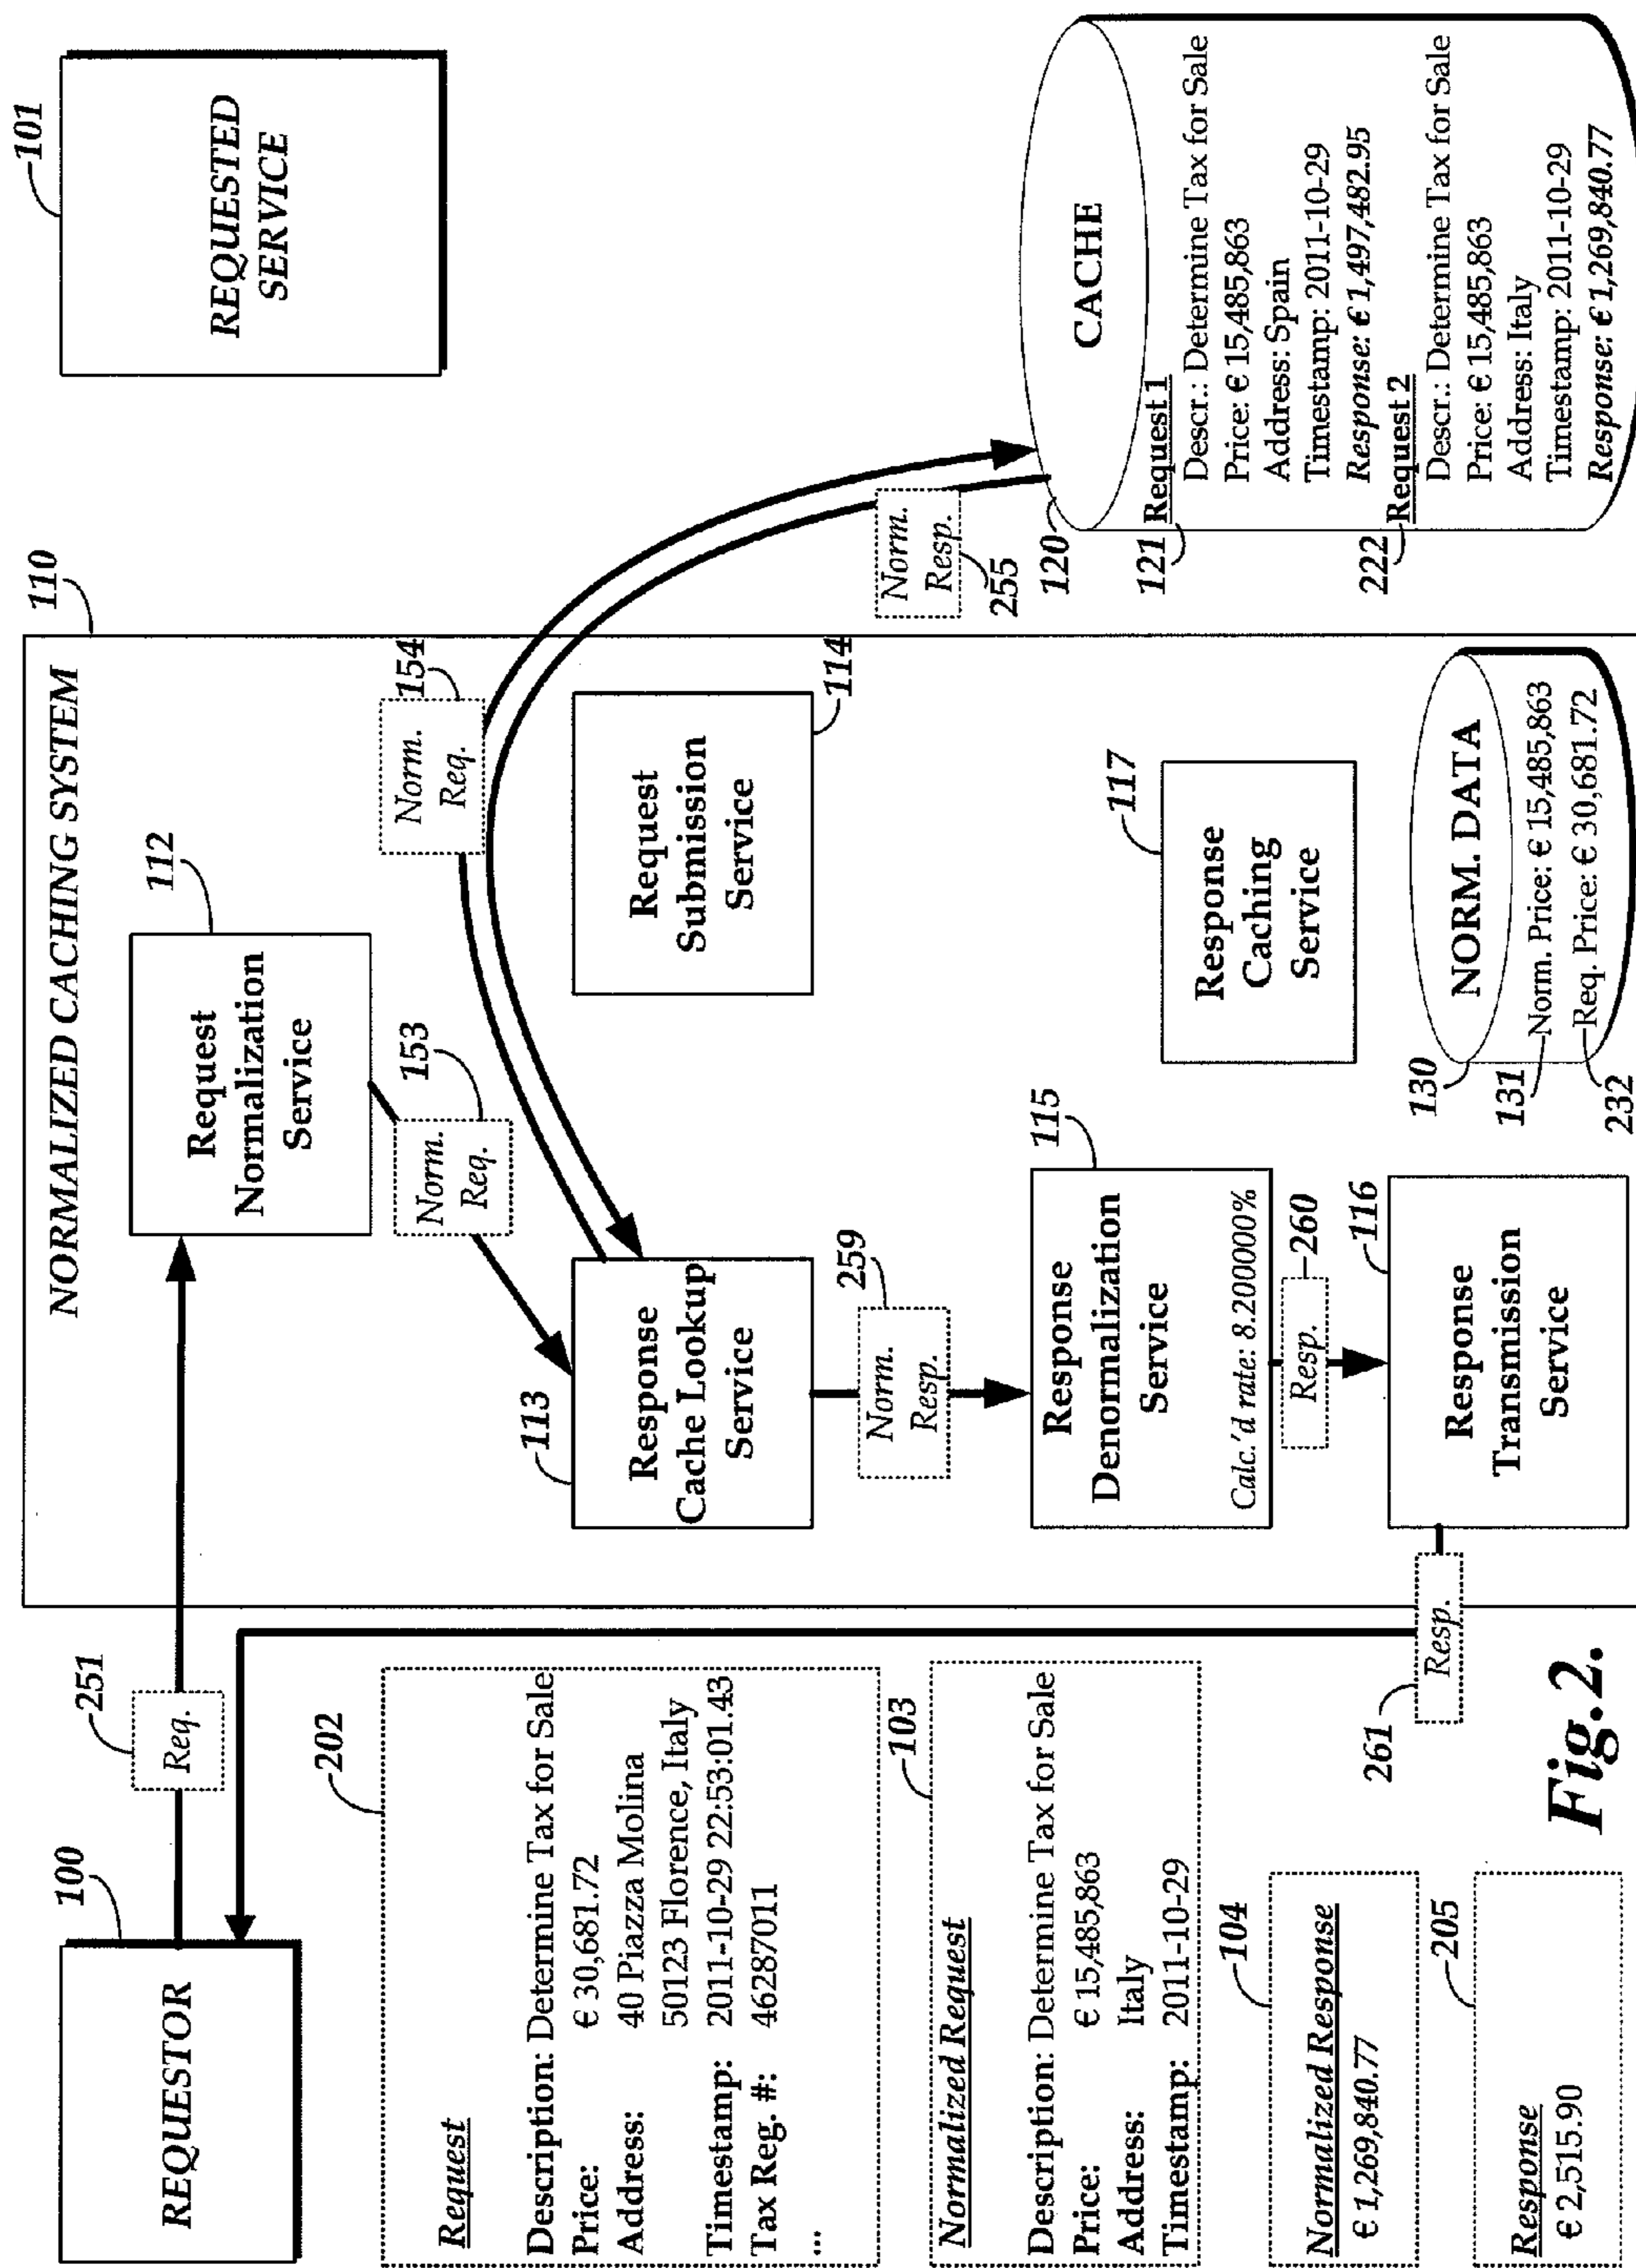 100
REQUESTOR
251
Req.
202
Request
Description: Determine Tax for Sale
Price: € 30,681.72
Address: 40 Piazza Molina
50123 Florence, Italy
Timestamp: 2011-10-29 22:53:01.43
Tax Reg. #: 46287011
...
103
Normalized Request
Description: Determine Tax for Sale
Price: € 15,485,863
Address: Italy
Timestamp: 2011-10-29
104
Normalized Response
€ 1,269,840.77
205
Response
€ 2,515.90
261
Resp.
Fig.2.
110
NORMALIZED CACHING SYSTEM
112
Request
Normalization
Service
153
Norm.
Req.
154
Norm.
Req.
113
Response
Cache Lookup
Service
114
Request
Submission
Service
259
Norm.
Resp.
115
Response
Denormalization
Service
Calc.'d rate: 8.200000%
260
Resp.
116
Response
Transmission
Service
117
Response
Caching
Service
130
NORM. DATA
131
Norm. Price: € 15,485,863
Req. Price: € 30,681.72
232
101
REQUESTED
SERVICE
Norm.
Resp.
255
120
CACHE
121
Request 1
Descr.: Determine Tax for Sale
Price: € 15,485,863
Address: Spain
Timestamp: 2011-10-29
Response: € 1,497,482.95
222
Request 2
Descr.: Determine Tax for Sale
Price: € 15,485,863
Address: Italy
Timestamp: 2011-10-29
Response: € 1,269,840.77